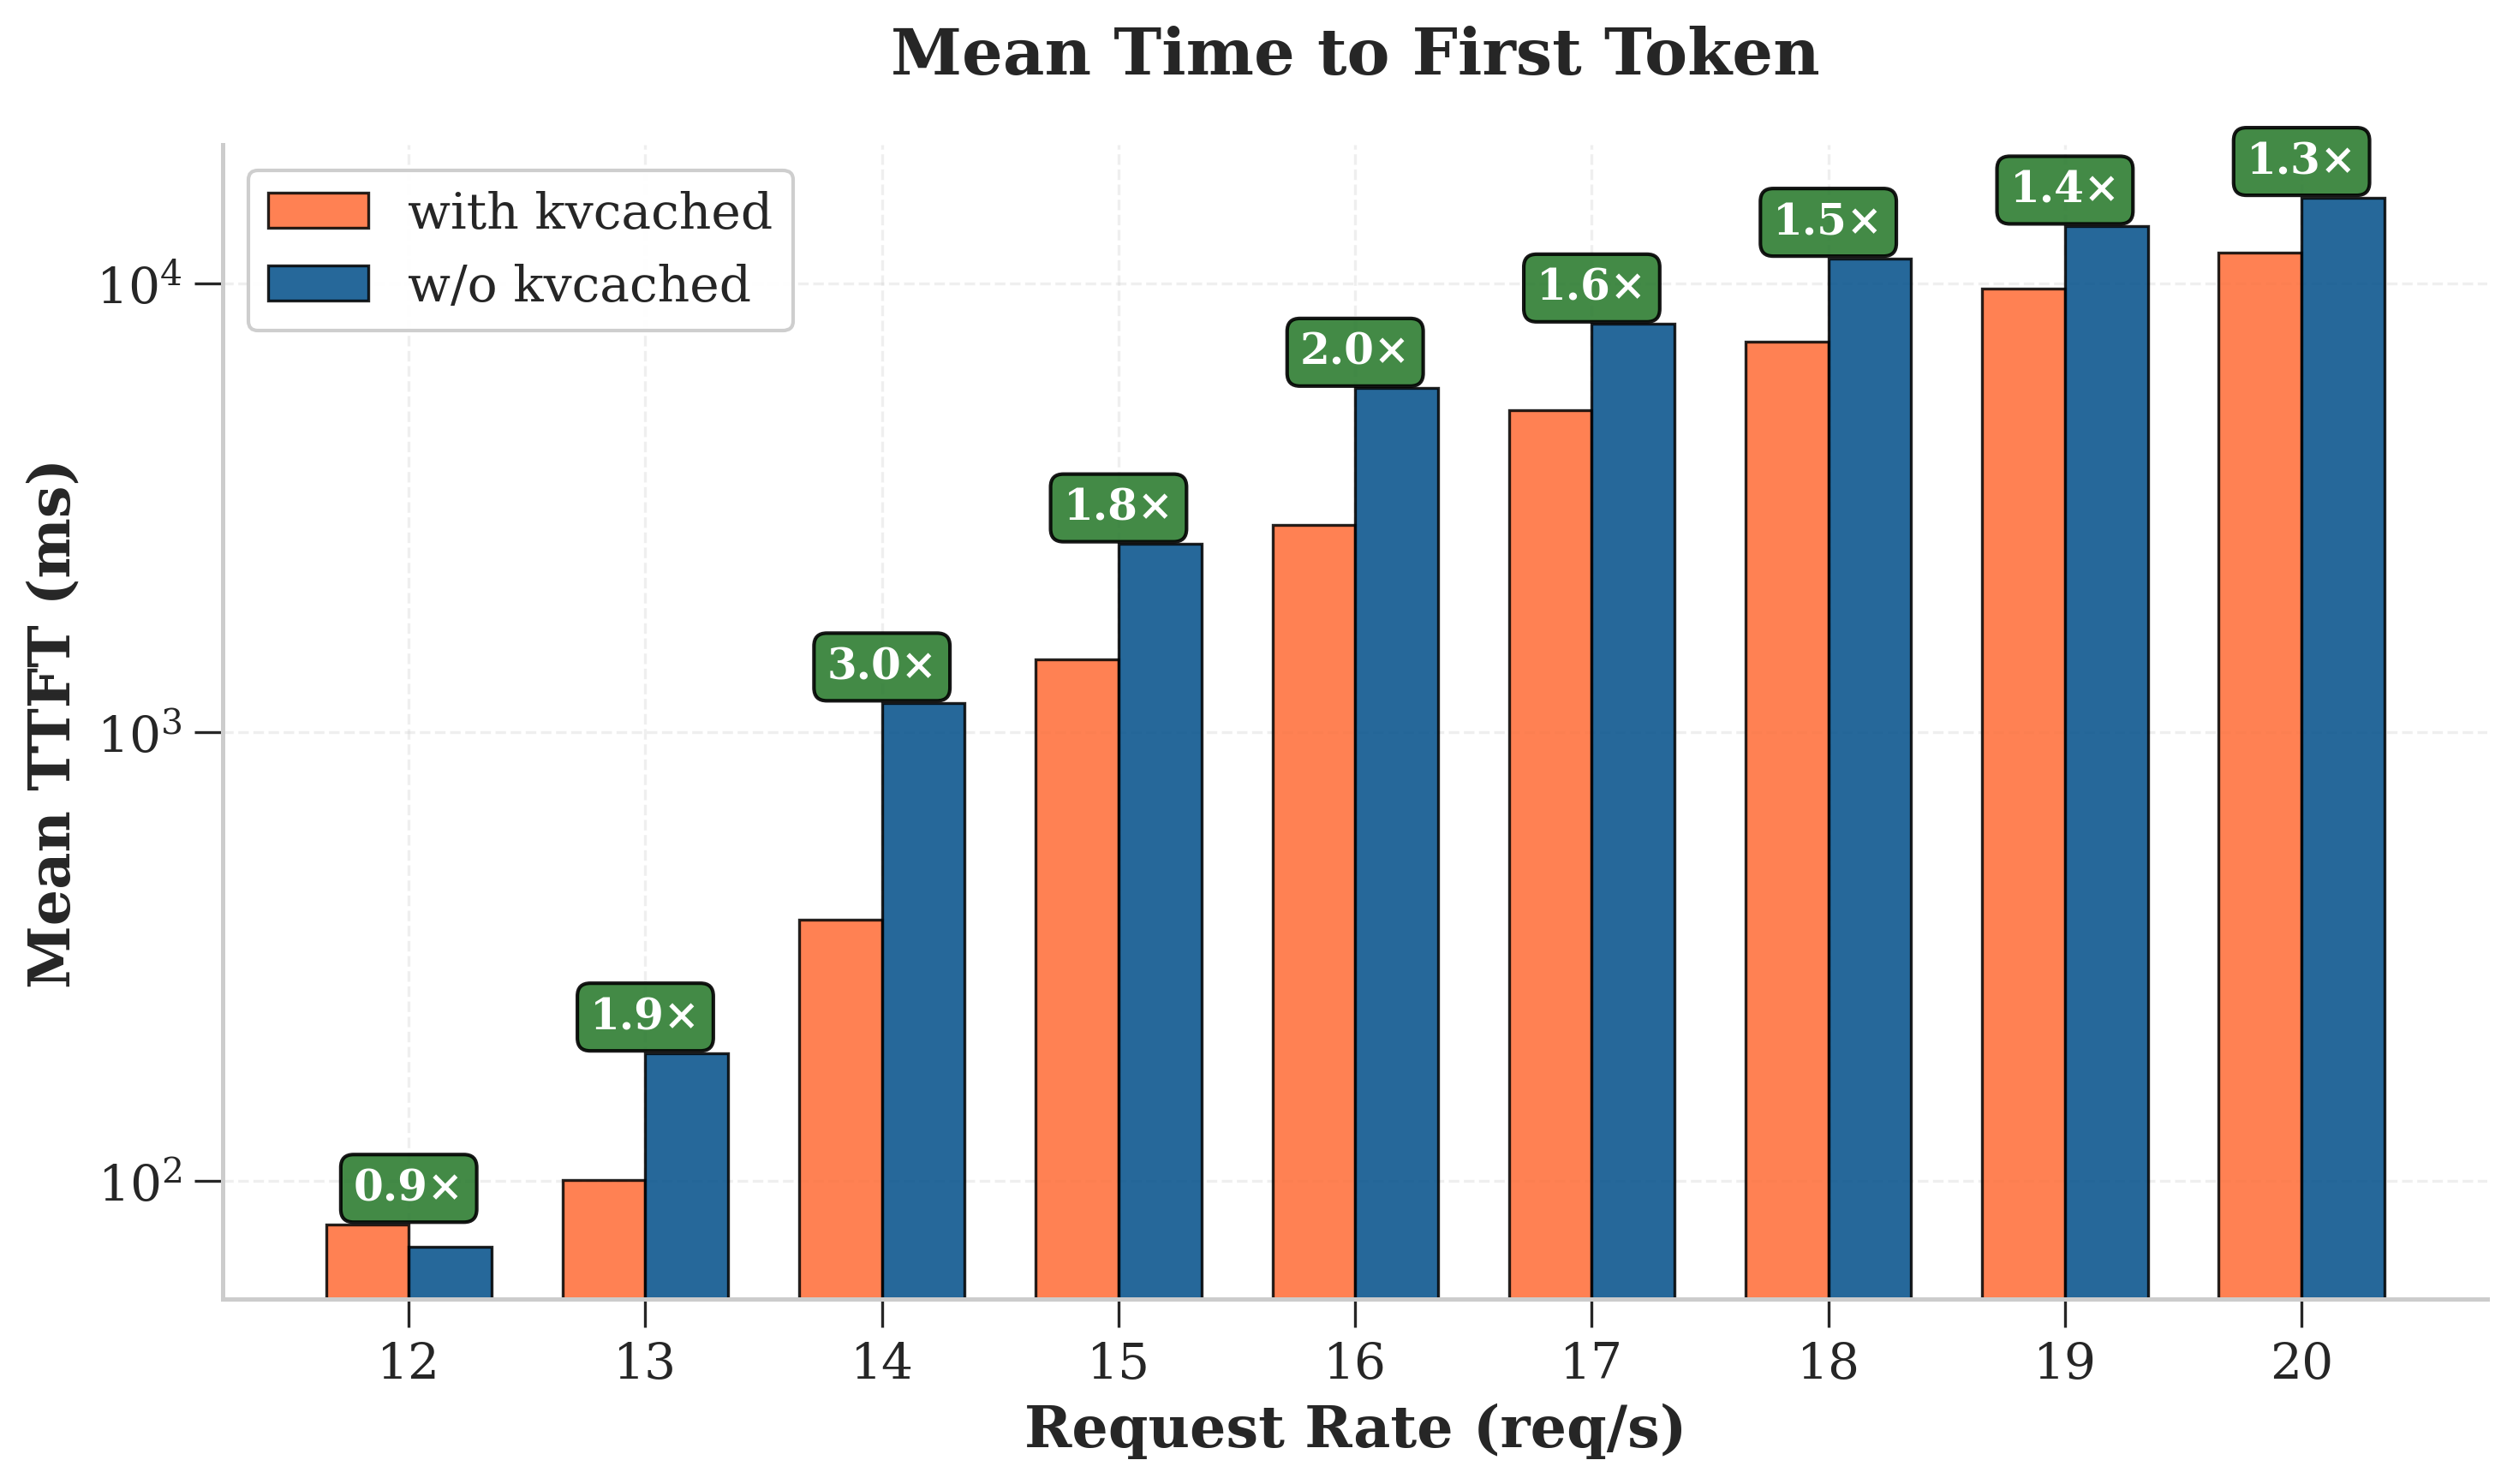 Mean Time to First Token
with kvcached
w/o kvcached
Mean TTFT (ms)
10⁴
10³
10²
0.9×
1.9×
3.0×
1.8×
2.0×
1.6×
1.5×
1.4×
1.3×
12 13 14 15 16 17 18 19 20
Request Rate (req/s)